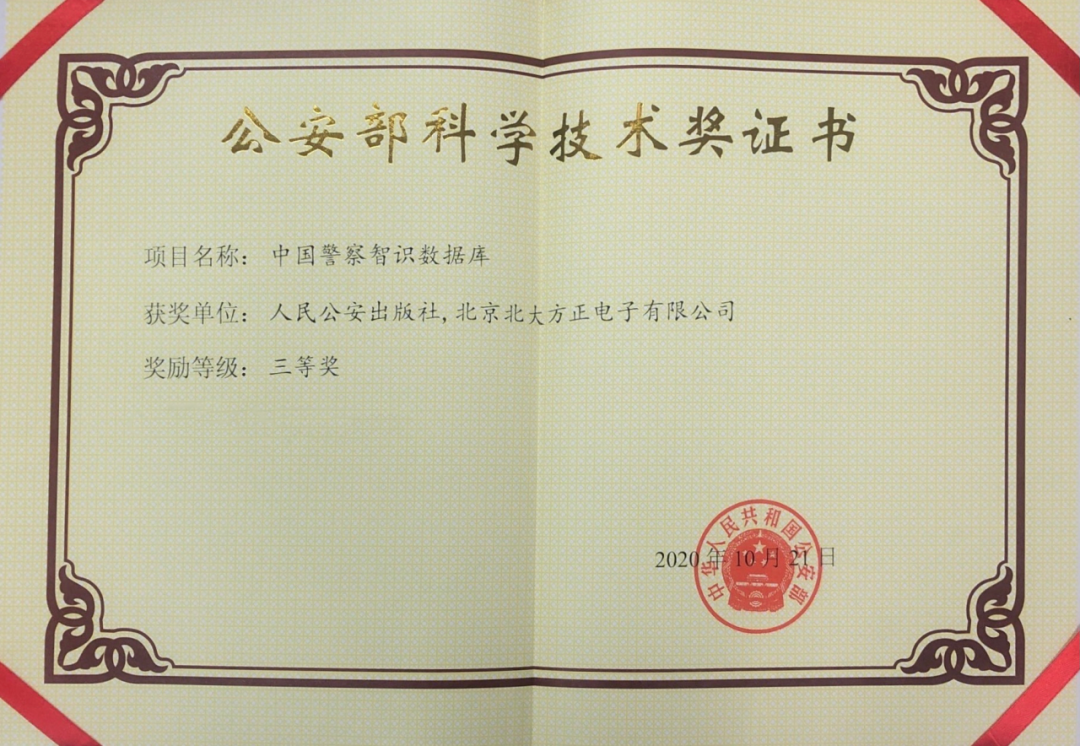 公安部科学技术奖证书
项目名称：中国警察智识数据库
获奖单位：人民公安出版社,北京北大方正电子有限公司
奖励等级：三等奖
中华人民共和国公安部
2020年10月21日